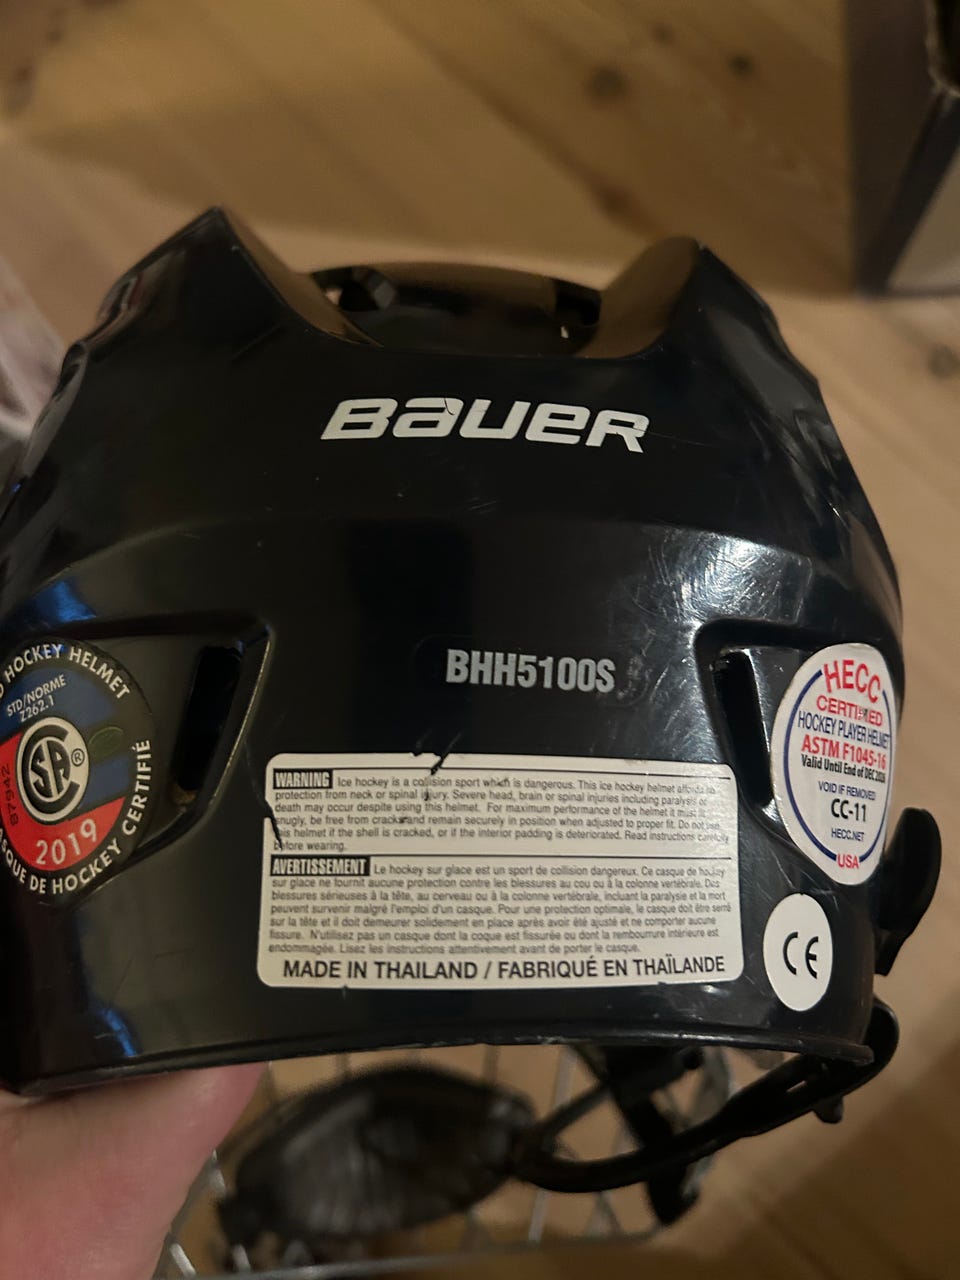 BAUER
BHH5100S
HOCKEY HELMET
STD/NORME
Z262.1
CSA ®
87942
2019
DE HOCKEY CERTIFIÉ
WARNING Ice hockey is a collision sport which is dangerous. This ice hockey helmet affords no
protection from neck or spinal injury. Severe head, brain or spinal injuries including paralysis or
death may occur despite using this helmet. For maximum performance of the helmet it must fit
snugly, be free from cracks and remain securely in position when adjusted to proper fit. Do not use
this helmet if the shell is cracked, or if the interior padding is deteriorated. Read instructions carefully
before wearing.
AVERTISSEMENT Le hockey sur glace est un sport de collision dangereux. Ce casque de hockey
sur glace ne fournit aucune protection contre les blessures au cou ou à la colonne vertébrale. Des
blessures sérieuses à la tête, au cerveau ou à la colonne vertébrale, incluant la paralysie et la mort
peuvent survenir malgré l'emploi d'un casque. Pour une protection optimale, le casque doit être serré
sur la tête et il doit demeurer solidement en place après avoir été ajusté et ne comporter aucune
fissure. N'utilisez pas un casque dont la coque est fissurée ou dont la rembourrure intérieure est
endommagée. Lisez les instructions attentivement avant de porter le casque.
MADE IN THAILAND / FABRIQUÉ EN THAÏLANDE
HECC
CERTIFIED
HOCKEY PLAYER HELMET
ASTM F1045-16
Valid Until End of DEC
VOID IF REMOVED
CC-11
HECC.NET
USA
CE